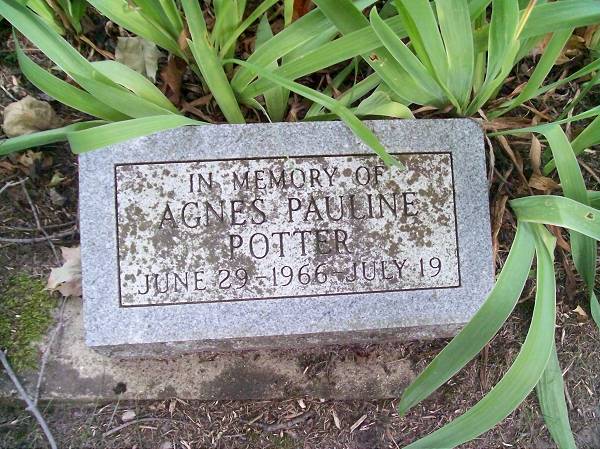 IN MEMORY OF
AGNES PAULINE
POTTER
JUNE 29-1966-JULY 19